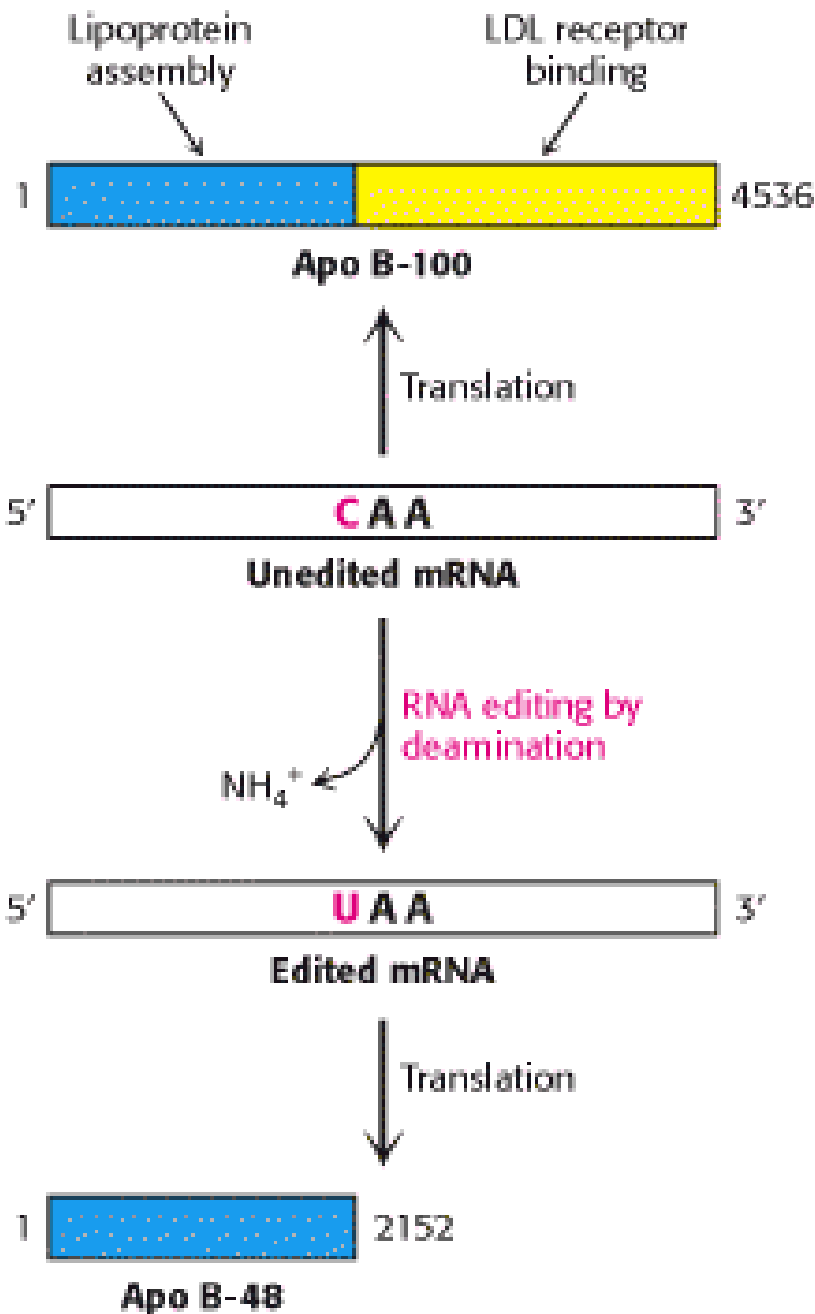 Lipoprotein
assembly
LDL receptor
binding
1
4536
Apo B-100
Translation
5′ CAA 3′
Unedited mRNA
RNA editing by
deamination
NH₄⁺
5′ UAA 3′
Edited mRNA
Translation
1
2152
Apo B-48